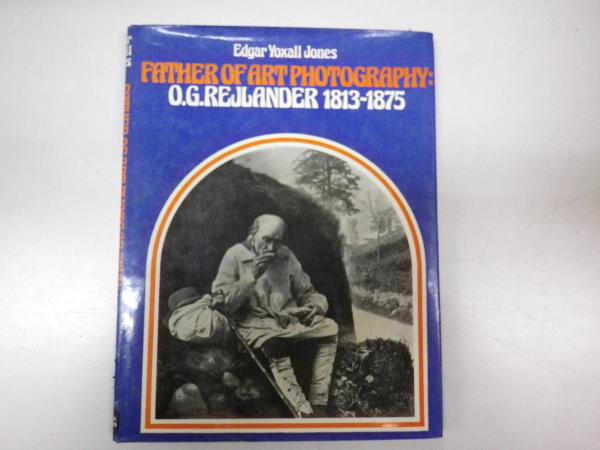 Edgar Yoxall Jones
FATHER OF ART PHOTOGRAPHY:
O.G.REJLANDER 1813-1875